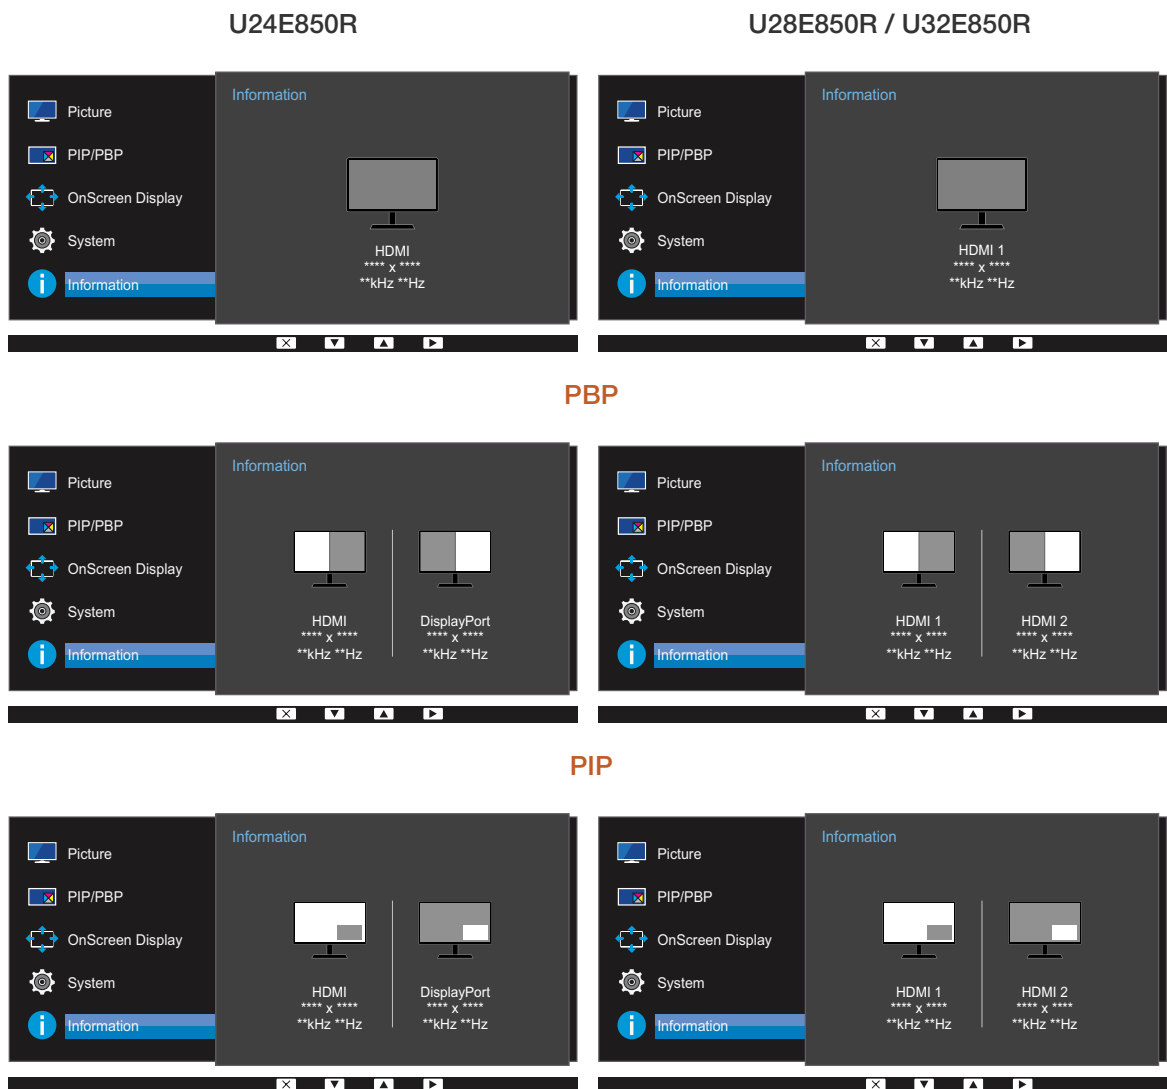 U24E850R
U28E850R / U32E850R
Information
Picture
PIP/PBP
OnScreen Display
System
Information
HDMI
**** x ****
**kHz **Hz
Information
Picture
PIP/PBP
OnScreen Display
System
Information
HDMI 1
**** x ****
**kHz **Hz
PBP
Information
Picture
PIP/PBP
OnScreen Display
System
Information
HDMI
**** x ****
**kHz **Hz
DisplayPort
**** x ****
**kHz **Hz
Information
Picture
PIP/PBP
OnScreen Display
System
Information
HDMI 1
**** x ****
**kHz **Hz
HDMI 2
**** x ****
**kHz **Hz
PIP
Information
Picture
PIP/PBP
OnScreen Display
System
Information
HDMI
**** x ****
**kHz **Hz
DisplayPort
**** x ****
**kHz **Hz
Information
Picture
PIP/PBP
OnScreen Display
System
Information
HDMI 1
**** x ****
**kHz **Hz
HDMI 2
**** x ****
**kHz **Hz